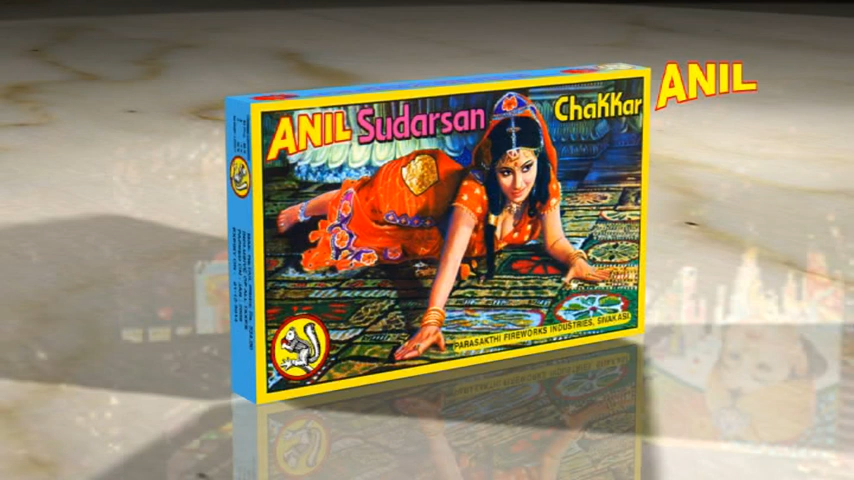 ANIL Sudarsan ChaKKar
ANIL
PARASAKTHI FIREWORKS INDUSTRIES, SIVAKASI